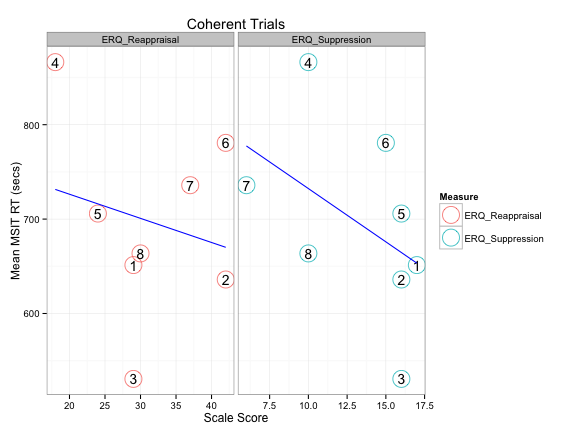 Coherent Trials
ERQ_Reappraisal ERQ_Suppression
4 4
800
6 6
7 7
Mean MSIT RT (secs)
700
5 5
8 8
1 1
2 2
600
3 3
20 25 30 35 40 7.5 10.0 12.5 15.0 17.5
Scale Score
Measure
ERQ_Reappraisal
ERQ_Suppression